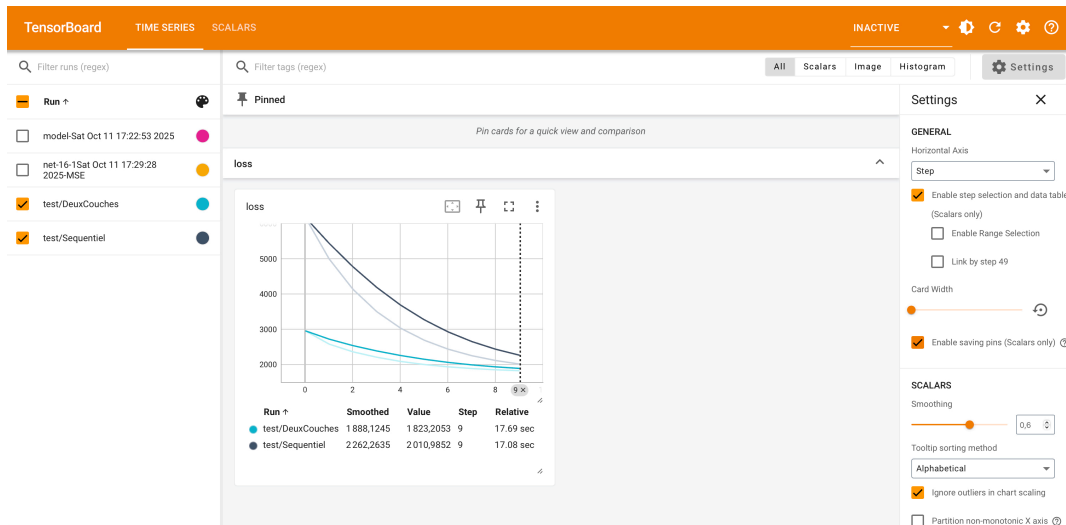 TensorBoard TIME SERIES SCALARS INACTIVE
Filter runs (regex)
Run ↑
model-Sat Oct 11 17:22:53 2025
net-16-1Sat Oct 11 17:29:28
2025-MSE
test/DeuxCouches
test/Sequentiel
Filter tags (regex)
All Scalars Image Histogram Settings
Pinned
Pin cards for a quick view and comparison
loss
loss
5000
4000
3000
2000
0 2 4 6 8 9 ×
Run ↑ Smoothed Value Step Relative
test/DeuxCouches 1 888,1245 1 823,2053 9 17.69 sec
test/Sequentiel 2 262,2635 2 010,9852 9 17.08 sec
Settings
GENERAL
Horizontal Axis
Step
Enable step selection and data table
(Scalars only)
Enable Range Selection
Link by step 49
Card Width
Enable saving pins (Scalars only)
SCALARS
Smoothing
0,6
Tooltip sorting method
Alphabetical
Ignore outliers in chart scaling
Partition non-monotonic X axis